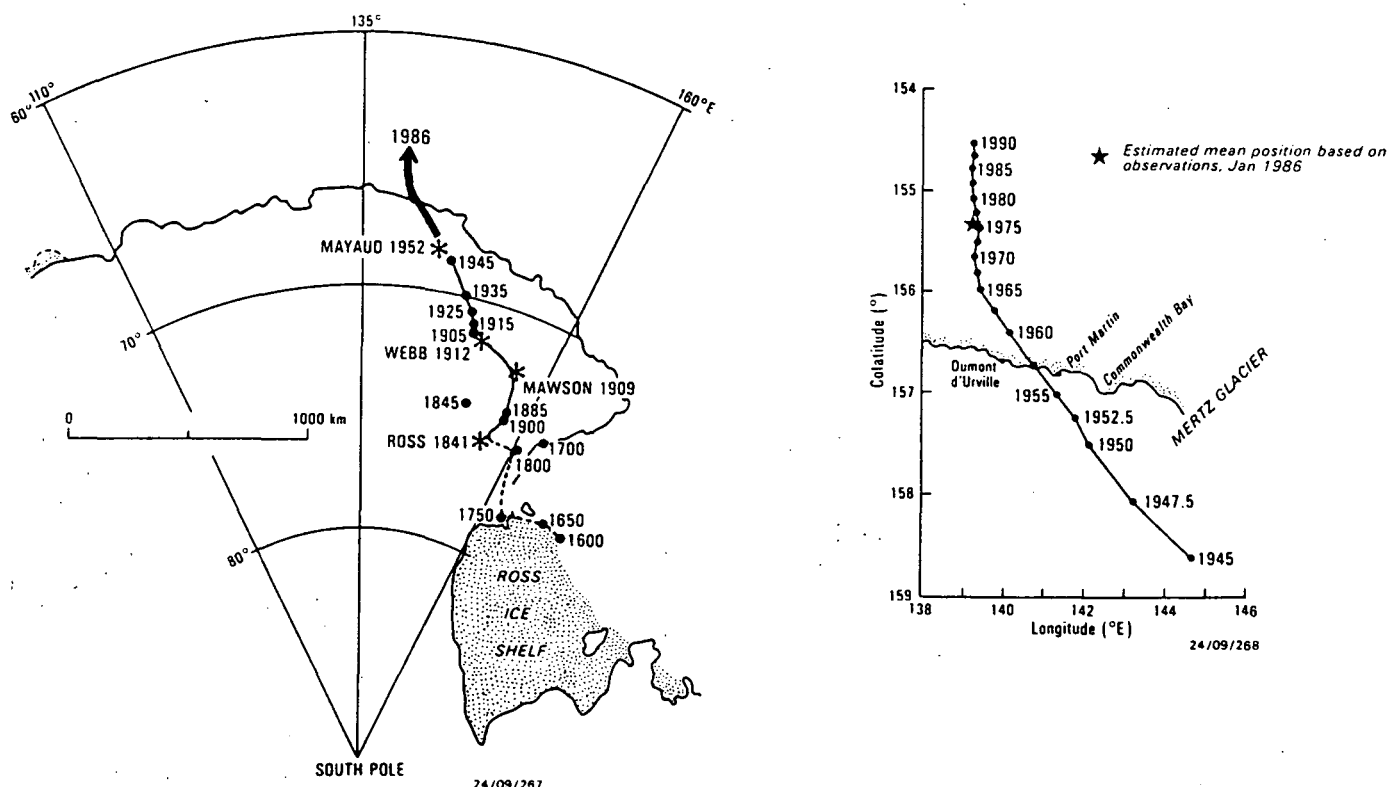 135°
110°
60°
160°E
1986
MAYAUD 1952
1945
1935
1925
1915
1905
WEBB 1912
70°
MAWSON 1909
1845
1885
1900
0
1000 km
ROSS 1841
1700
1800
1750
1650
1600
80°
ROSS
ICE
SHELF
SOUTH POLE
24/09/267
154
155
156
157
158
159
Colatitude (°)
1990
1985
1980
1975
1970
1965
1960
1955
1952.5
1950
1947.5
1945
Estimated mean position based on
observations, Jan 1986
Dumont
d'Urville
Port Martin
Commonwealth Bay
MERTZ GLACIER
138
140
142
144
146
Longitude (°E)
24/09/268